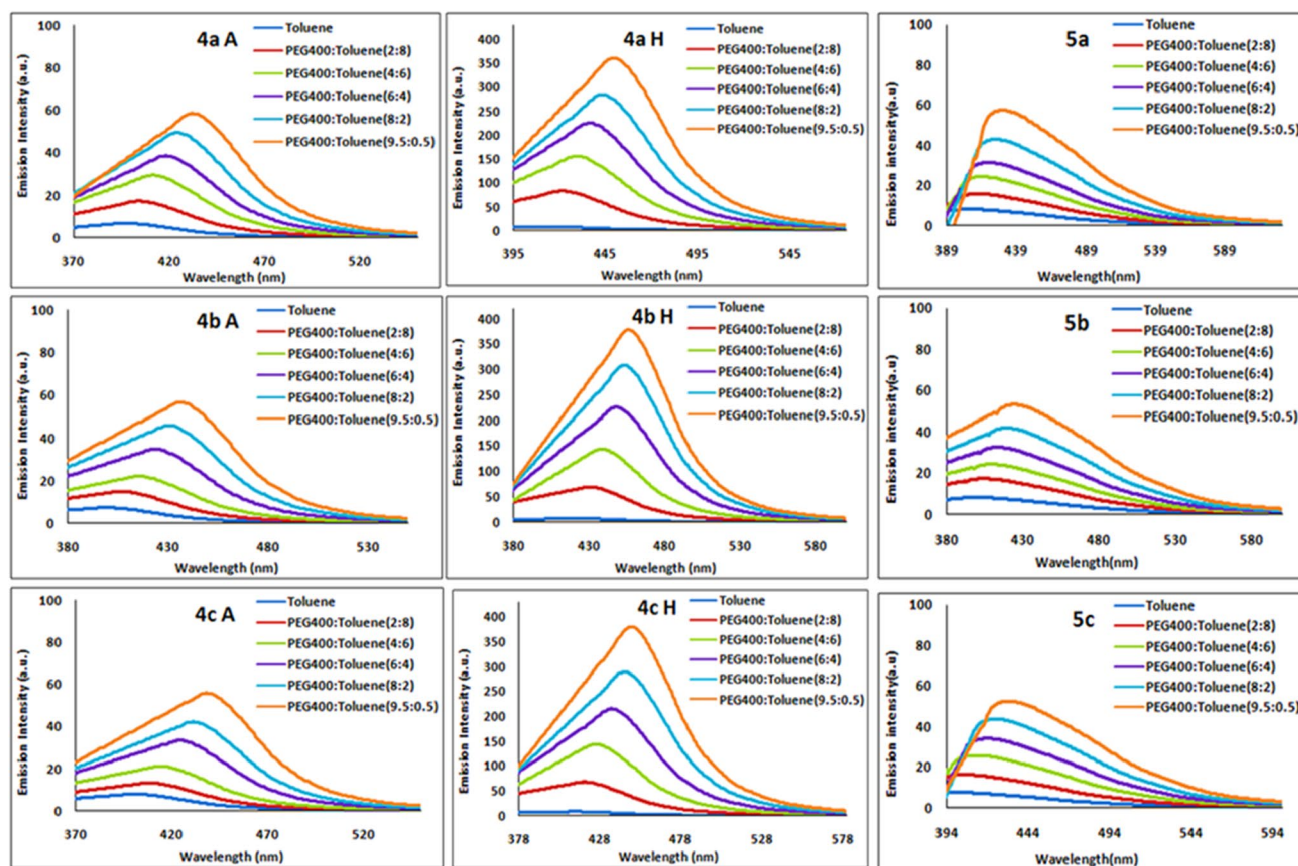 4a A
Toluene
PEG400:Toluene(2:8)
PEG400:Toluene(4:6)
PEG400:Toluene(6:4)
PEG400:Toluene(8:2)
PEG400:Toluene(9.5:0.5)
Emission Intensity (a.u.)
100
80
60
40
20
0
370 420 470 520
Wavelength (nm)
4a H
Toluene
PEG400:Toluene(2:8)
PEG400:Toluene(4:6)
PEG400:Toluene(6:4)
PEG400:Toluene(8:2)
PEG400:Toluene(9.5:0.5)
Emission Intensity (a.u.)
400
350
300
250
200
150
100
50
0
395 445 495 545
Wavelength (nm)
5a
Toluene
PEG400:Toluene(2:8)
PEG400:Toluene(4:6)
PEG400:Toluene(6:4)
PEG400:Toluene(8:2)
PEG400:Toluene(9.5:0.5)
Emission intensity(a.u)
100
80
60
40
20
0
389 439 489 539 589
Wavelength(nm)
4b A
Toluene
PEG400:Toluene(2:8)
PEG400:Toluene(4:6)
PEG400:Toluene(6:4)
PEG400:Toluene(8:2)
PEG400:Toluene(9.5:0.5)
Emission Intensity (a.u.)
100
80
60
40
20
0
380 430 480 530
Wavelength (nm)
4b H
Toluene
PEG400:Toluene(2:8)
PEG400:Toluene(4:6)
PEG400:Toluene(6:4)
PEG400:Toluene(8:2)
PEG400:Toluene(9.5:0.5)
Emission Intensity (a.u.)
400
350
300
250
200
150
100
50
0
380 430 480 530 580
Wavelength (nm)
5b
Toluene
PEG400:Toluene(2:8)
PEG400:Toluene(4:6)
PEG400:Toluene(6:4)
PEG400:Toluene(8:2)
PEG400:Toluene(9.5:0.5)
Emission intensity(a.u)
100
80
60
40
20
0
380 430 480 530 580
Wavelength(nm)
4c A
Toluene
PEG400:Toluene(2:8)
PEG400:Toluene(4:6)
PEG400:Toluene(6:4)
PEG400:Toluene(8:2)
PEG400:Toluene(9.5:0.5)
Emission Intensity (a.u.)
100
80
60
40
20
0
370 420 470 520
Wavelength (nm)
4c H
Toluene
PEG400:Toluene(2:8)
PEG400:Toluene(4:6)
PEG400:Toluene(6:4)
PEG400:Toluene(8:2)
PEG400:Toluene(9.5:0.5)
Emission Intensity (a.u.)
400
350
300
250
200
150
100
50
0
378 428 478 528 578
Wavelength (nm)
5c
Toluene
PEG400:Toluene(2:8)
PEG400:Toluene(4:6)
PEG400:Toluene(6:4)
PEG400:Toluene(8:2)
PEG400:Toluene(9.5:0.5)
Emission intensity(a.u)
100
80
60
40
20
0
394 444 494 544 594
Wavelength(nm)